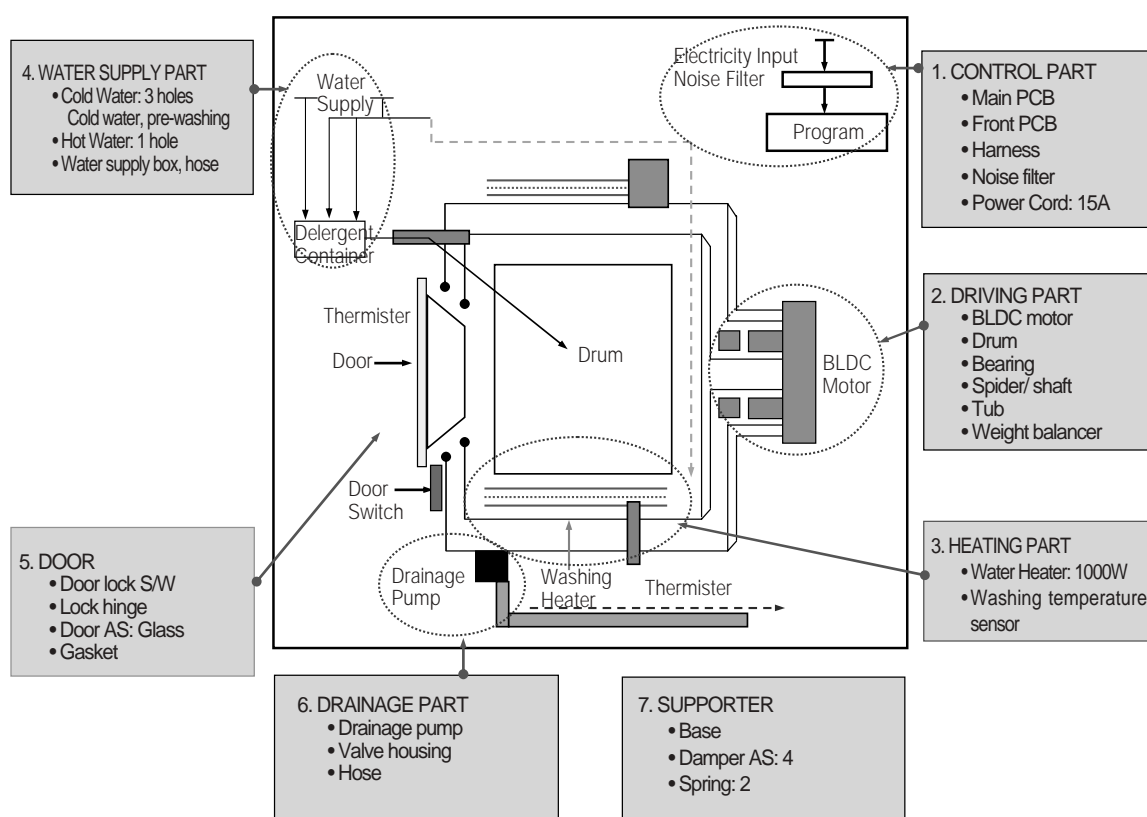 4. WATER SUPPLY PART
• Cold Water: 3 holes
Cold water, pre-washing
• Hot Water: 1 hole
• Water supply box, hose
Water
Supply
Electricity Input
Noise Filter
Program
1. CONTROL PART
• Main PCB
• Front PCB
• Harness
• Noise filter
• Power Cord: 15A
Delergent
Container
Thermister
Door
Drum
BLDC
Motor
2. DRIVING PART
• BLDC motor
• Drum
• Bearing
• Spider/ shaft
• Tub
• Weight balancer
Door
Switch
5. DOOR
• Door lock S/W
• Lock hinge
• Door AS: Glass
• Gasket
Drainage
Pump
Washing
Heater
Thermister
3. HEATING PART
• Water Heater: 1000W
• Washing temperature
sensor
6. DRAINAGE PART
• Drainage pump
• Valve housing
• Hose
7. SUPPORTER
• Base
• Damper AS: 4
• Spring: 2